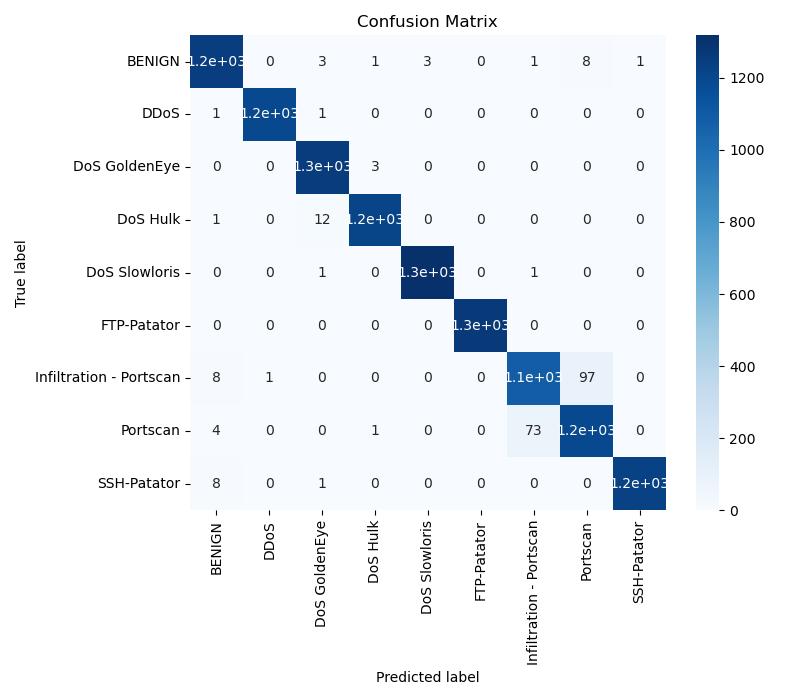 Confusion Matrix
BENIGN 1.2e+03 0 3 1 3 0 1 8 1
DDoS 1 1.2e+03 1 0 0 0 0 0 0
DoS GoldenEye 0 0 1.3e+03 3 0 0 0 0 0
DoS Hulk 1 0 12 1.2e+03 0 0 0 0 0
DoS Slowloris 0 0 1 0 1.3e+03 0 1 0 0
FTP-Patator 0 0 0 0 0 1.3e+03 0 0 0
Infiltration - Portscan 8 1 0 0 0 0 1.1e+03 97 0
Portscan 4 0 0 1 0 0 73 1.2e+03 0
SSH-Patator 8 0 1 0 0 0 0 0 1.2e+03
True label
BENIGN
DDoS
DoS GoldenEye
DoS Hulk
DoS Slowloris
FTP-Patator
Infiltration - Portscan
Portscan
SSH-Patator
Predicted label
1200
1000
800
600
400
200
0